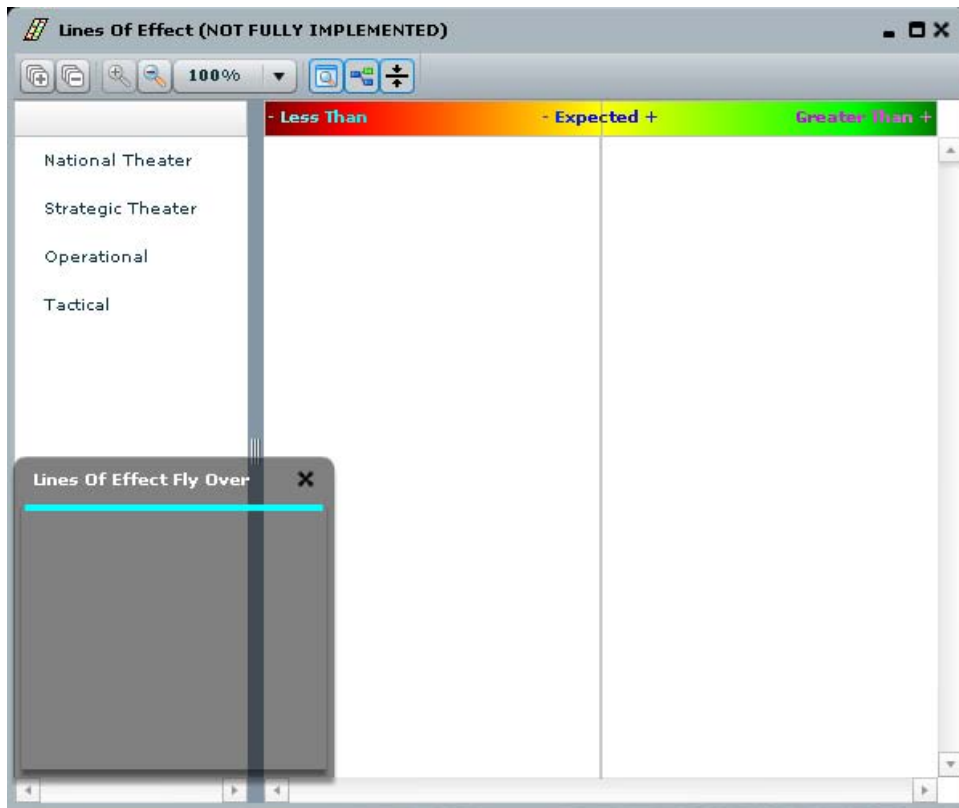 Lines Of Effect (NOT FULLY IMPLEMENTED)
100%
- Less Than - Expected + Greater Than +
National Theater
Strategic Theater
Operational
Tactical
Lines Of Effect Fly Over